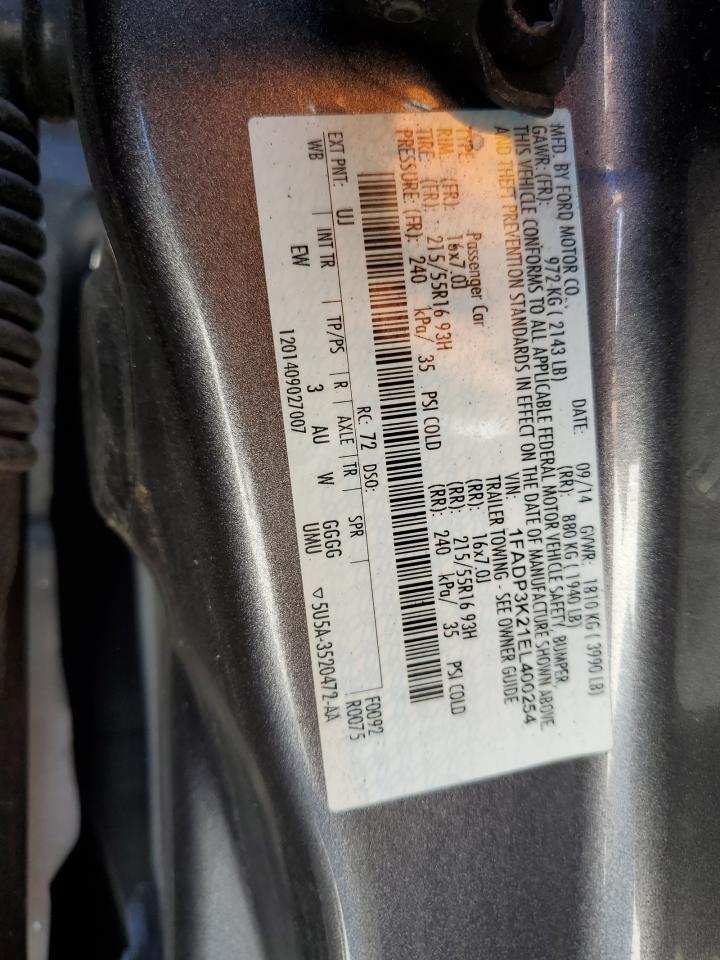 MFD. BY FORD MOTOR CO. DATE: 09/14 GVWR: 1810 KG ( 3990 LB)
GAWR: (FR): 972 KG ( 2143 LB) (RR): 880 KG ( 1940 LB)
THIS VEHICLE CONFORMS TO ALL APPLICABLE FEDERAL MOTOR VEHICLE SAFETY, BUMPER,
AND THEFT PREVENTION STANDARDS IN EFFECT ON THE DATE OF MANUFACTURE SHOWN ABOVE.
VIN: 1FADP3K21EL400254
TYPE: Passenger Car TRAILER TOWING - SEE OWNER GUIDE
RIM: (FR): 16x7.0J (RR): 16x7.0J
TIRE: (FR): 215/55R16 93H (RR): 215/55R16 93H
PRESSURE: (FR): 240 kPa/ 35 PSI COLD (RR): 240 kPa/ 35 PSI COLD
F0092
RC: 72 DSO: R0075
EXT PNT: UJ
WB INT TR TP/PS R AXLE TR SPR
EW 3 AU W GGGG
UMU
1201409027007 ▽5U5A-3520472-AA